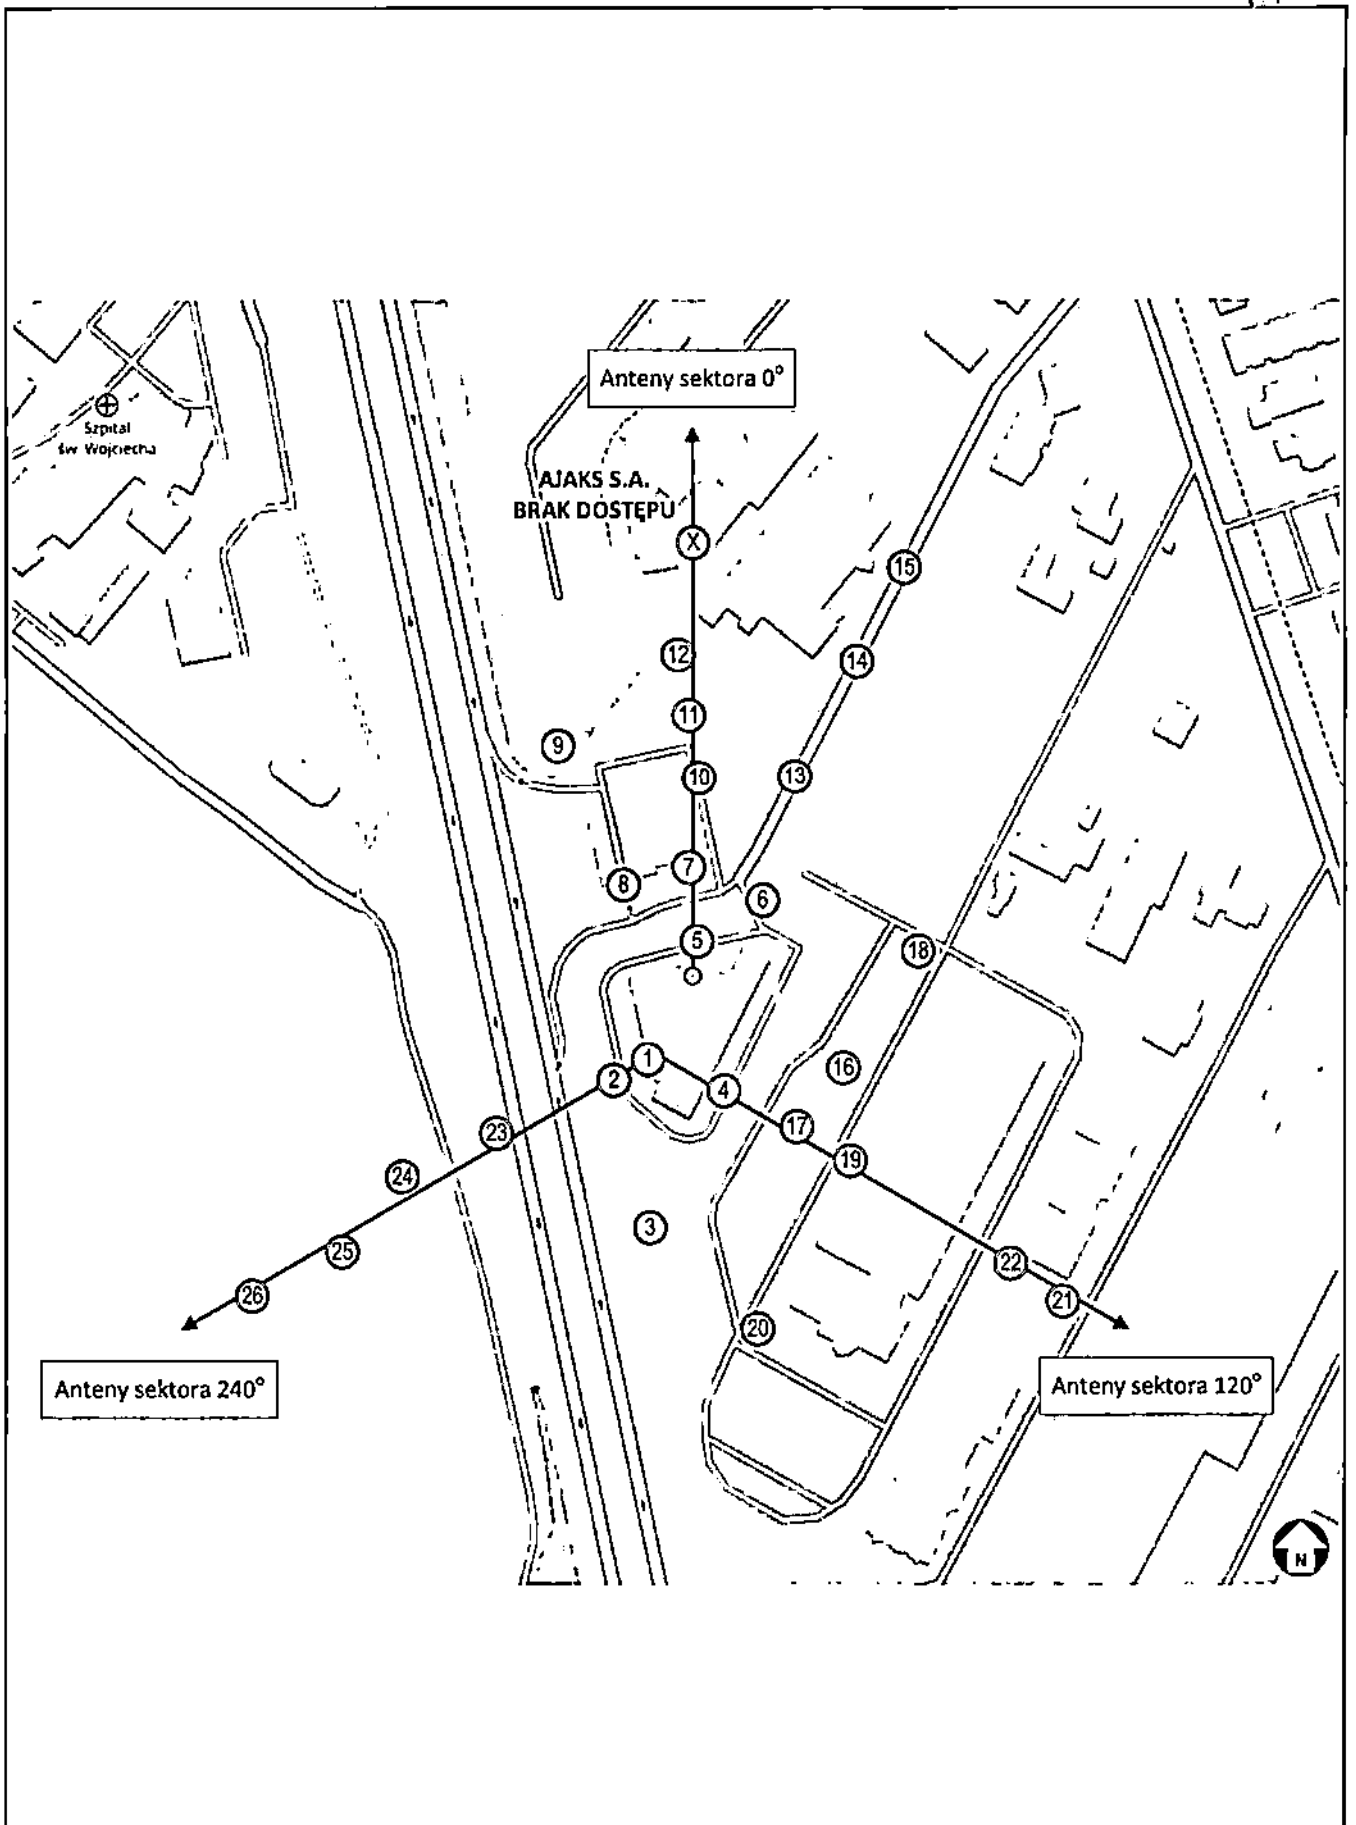 Anteny sektora 0°
Szpital
św. Wojciecha
AJAKS S.A.
BRAK DOSTĘPU
X
15
12
14
11
9
10
13
7
8
6
5
18
1
16
2
4
17
23
19
24
3
25
22
26
21
20
Anteny sektora 240°
Anteny sektora 120°
N